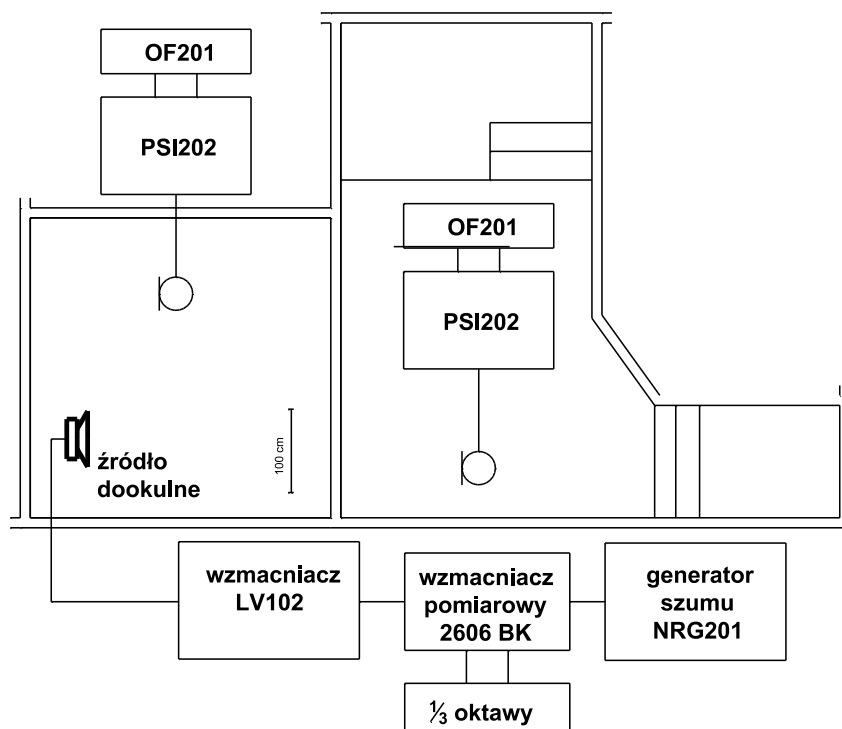 OF201
PSI202
OF201
PSI202
100 cm
źródło
dookulne
wzmacniacz
LV102
wzmacniacz
pomiarowy
2606 BK
generator
szumu
NRG201
⅓ oktawy